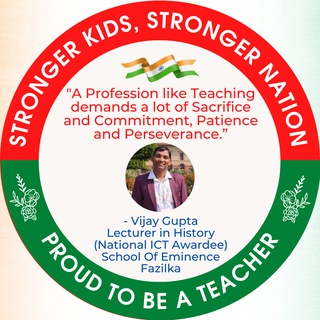 STRONGER KIDS, STRONGER NATION
"A Profession like Teaching
demands a lot of Sacrifice
and Commitment, Patience
and Perseverance.”
- Vijay Gupta
Lecturer in History
(National ICT Awardee)
School Of Eminence
Fazilka
PROUD TO BE A TEACHER